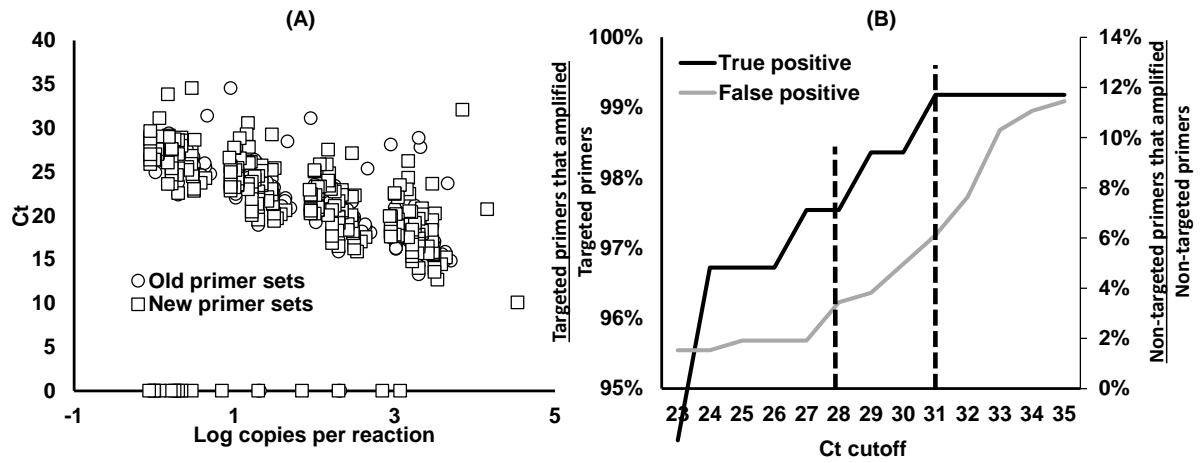 (A)
40
35
30
25
20
15
10
5
0
Ct
Old primer sets
New primer sets
-1
1
3
5
Log copies per reaction
(B)
100%
99%
98%
97%
96%
95%
Targeted primers that amplified
Targeted primers
True positive
False positive
14%
12%
10%
8%
6%
4%
2%
0%
Non-targeted primers that amplified
Non-targeted primers
23 24 25 26 27 28 29 30 31 32 33 34 35
Ct cutoff